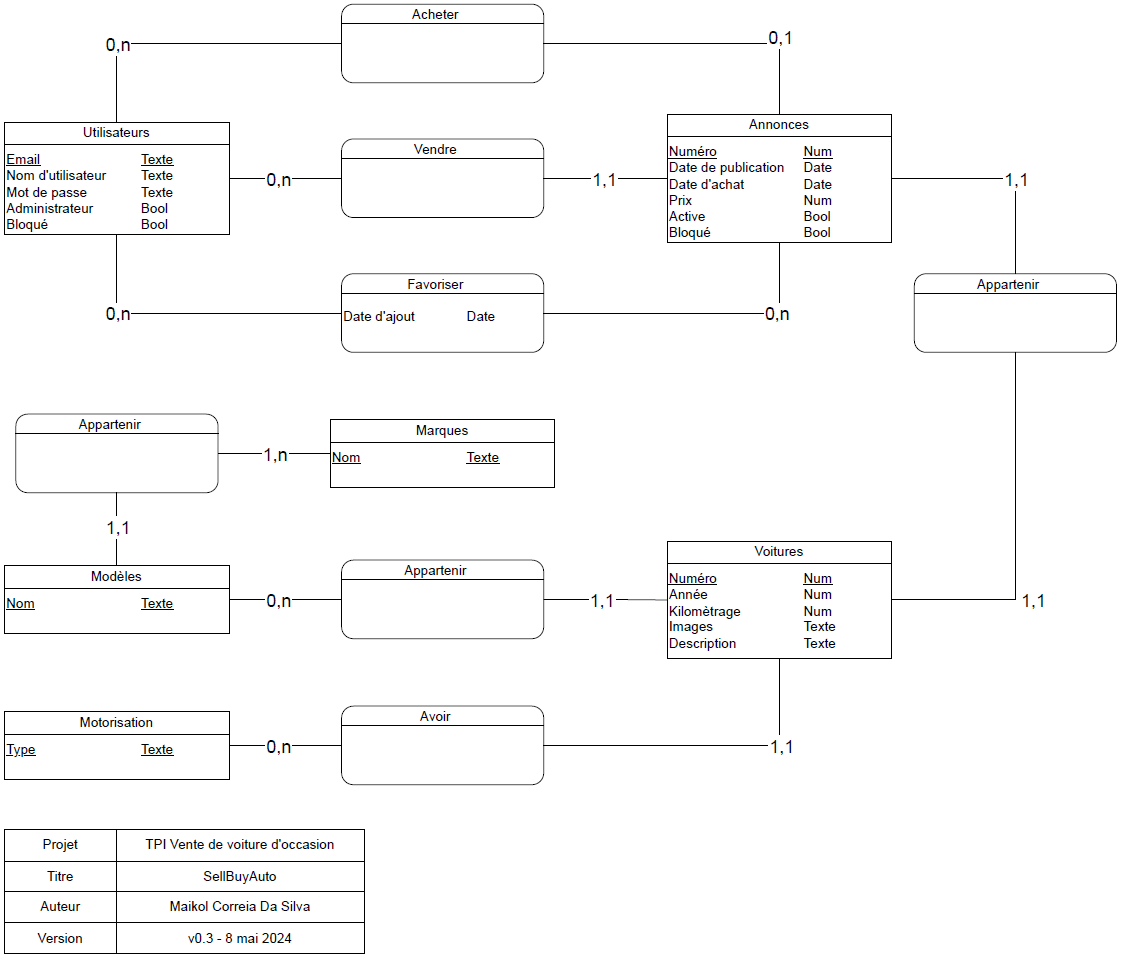 Acheter
0,n
0,1
Utilisateurs
Email Texte
Nom d'utilisateur Texte
Mot de passe Texte
Administrateur Bool
Bloqué Bool
0,n
Vendre
1,1
Annonces
Numéro Num
Date de publication Date
Date d'achat Date
Prix Num
Active Bool
Bloqué Bool
1,1
0,n
Favoriser
Date d'ajout Date
0,n
Appartenir
Appartenir
1,n
Marques
Nom Texte
1,1
Modèles
Nom Texte
0,n
Appartenir
1,1
Voitures
Numéro Num
Année Num
Kilomètrage Num
Images Texte
Description Texte
1,1
Motorisation
Type Texte
0,n
Avoir
1,1
Projet TPI Vente de voiture d'occasion
Titre SellBuyAuto
Auteur Maikol Correia Da Silva
Version v0.3 - 8 mai 2024